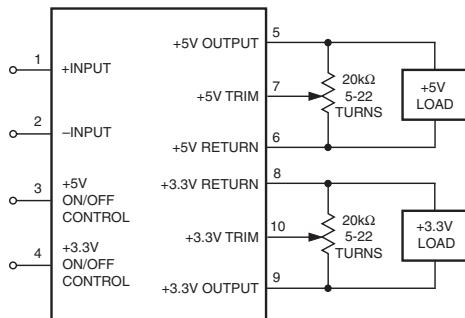 1
+INPUT
2
–INPUT
3
+5V
ON/OFF
CONTROL
4
+3.3V
ON/OFF
CONTROL
+5V OUTPUT
5
+5V TRIM
7
+5V RETURN
6
+3.3V RETURN
8
+3.3V TRIM
10
+3.3V OUTPUT
9
20kΩ
5-22
TURNS
+5V
LOAD
20kΩ
5-22
TURNS
+3.3V
LOAD